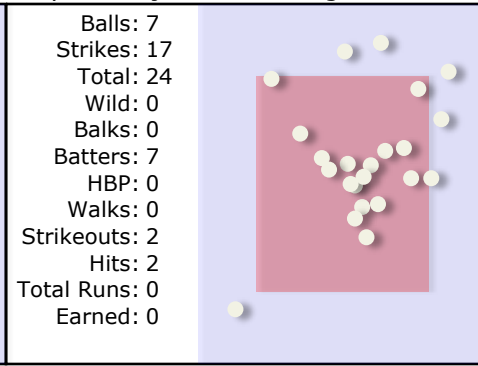 Balls: 7
Strikes: 17
Total: 24
Wild: 0
Balks: 0
Batters: 7
HBP: 0
Walks: 0
Strikeouts: 2
Hits: 2
Total Runs: 0
Earned: 0